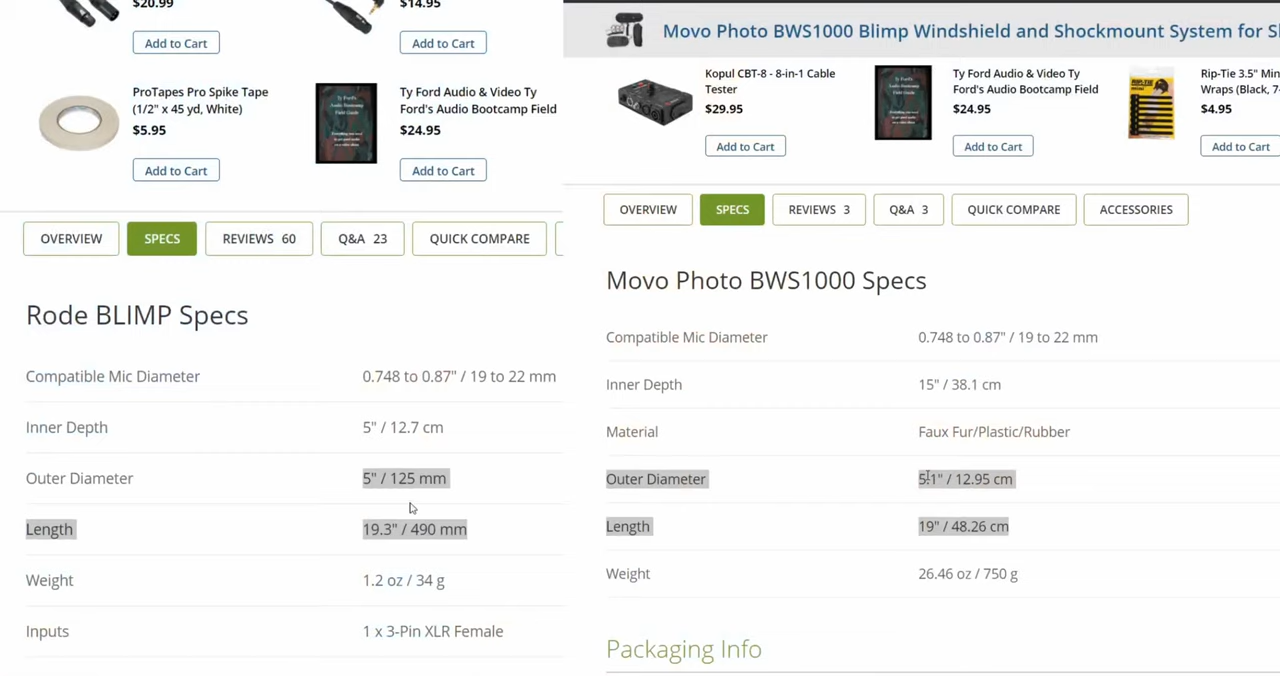 $20.99
$14.95
Add to Cart
Add to Cart
ProTapes Pro Spike Tape
(1/2" x 45 yd, White)
$5.95
Add to Cart
Ty Ford Audio & Video Ty
Ford's Audio Bootcamp Field
$24.95
Add to Cart
OVERVIEW
SPECS
REVIEWS 60
Q&A 23
QUICK COMPARE
Rode BLIMP Specs
Compatible Mic Diameter 0.748 to 0.87" / 19 to 22 mm
Inner Depth 5" / 12.7 cm
Outer Diameter 5" / 125 mm
Length 19.3" / 490 mm
Weight 1.2 oz / 34 g
Inputs 1 x 3-Pin XLR Female
Movo Photo BWS1000 Blimp Windshield and Shockmount System for
Kopul CBT-8 - 8-in-1 Cable
Tester
$29.95
Add to Cart
Ty Ford Audio & Video Ty
Ford's Audio Bootcamp Field
$24.95
Add to Cart
Rip-Tie 3.5" Min
Wraps (Black, 7-
$4.95
Add to Cart
OVERVIEW
SPECS
REVIEWS 3
Q&A 3
QUICK COMPARE
ACCESSORIES
Movo Photo BWS1000 Specs
Compatible Mic Diameter 0.748 to 0.87" / 19 to 22 mm
Inner Depth 15" / 38.1 cm
Material Faux Fur/Plastic/Rubber
Outer Diameter 5.1" / 12.95 cm
Length 19" / 48.26 cm
Weight 26.46 oz / 750 g
Packaging Info